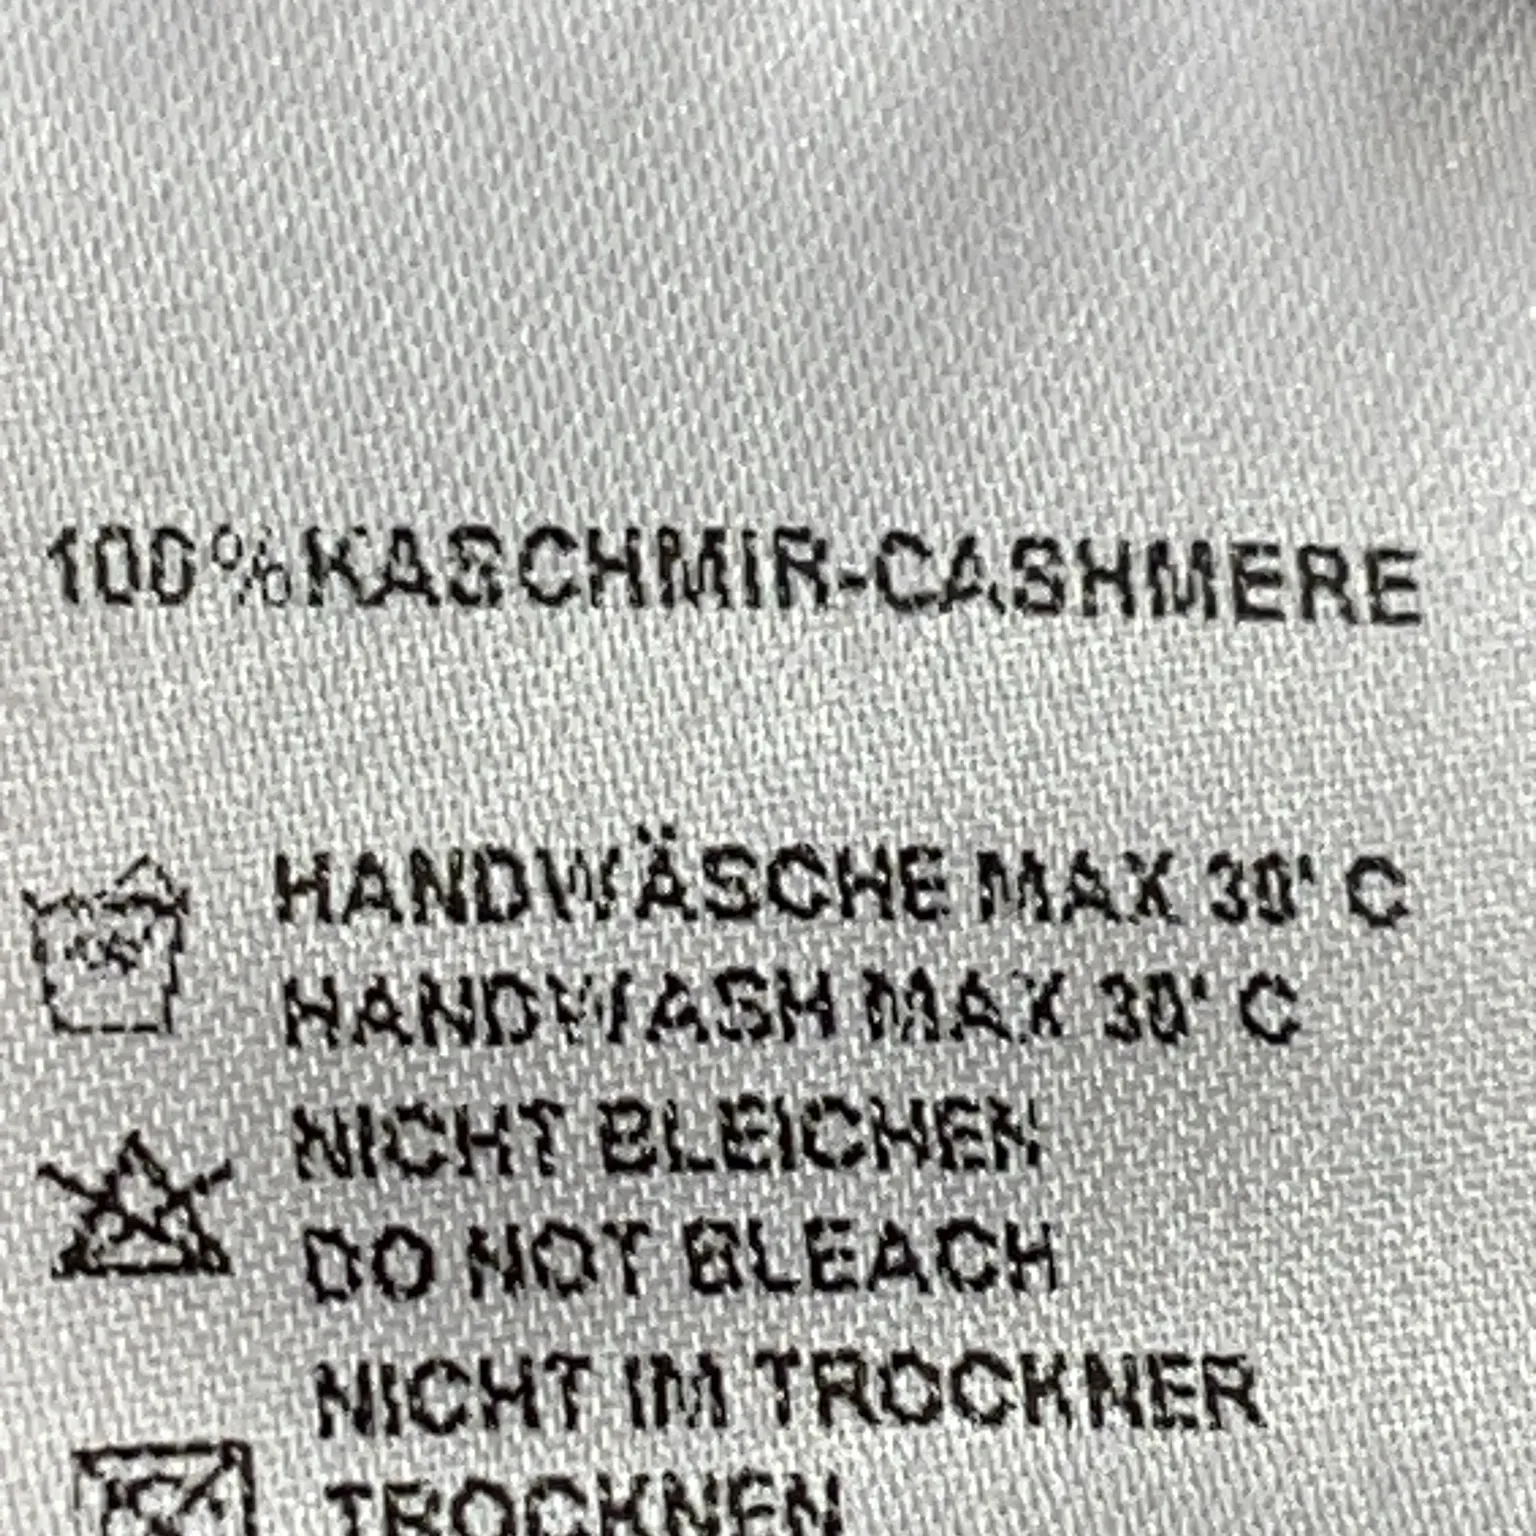 100%KASCHMIR-CASHMERE
HANDWÄSCHE MAX 30° C
HANDWASH MAX 30° C
NICHT BLEICHEN
DO NOT BLEACH
NICHT IM TROCKNER
TROCKNEN